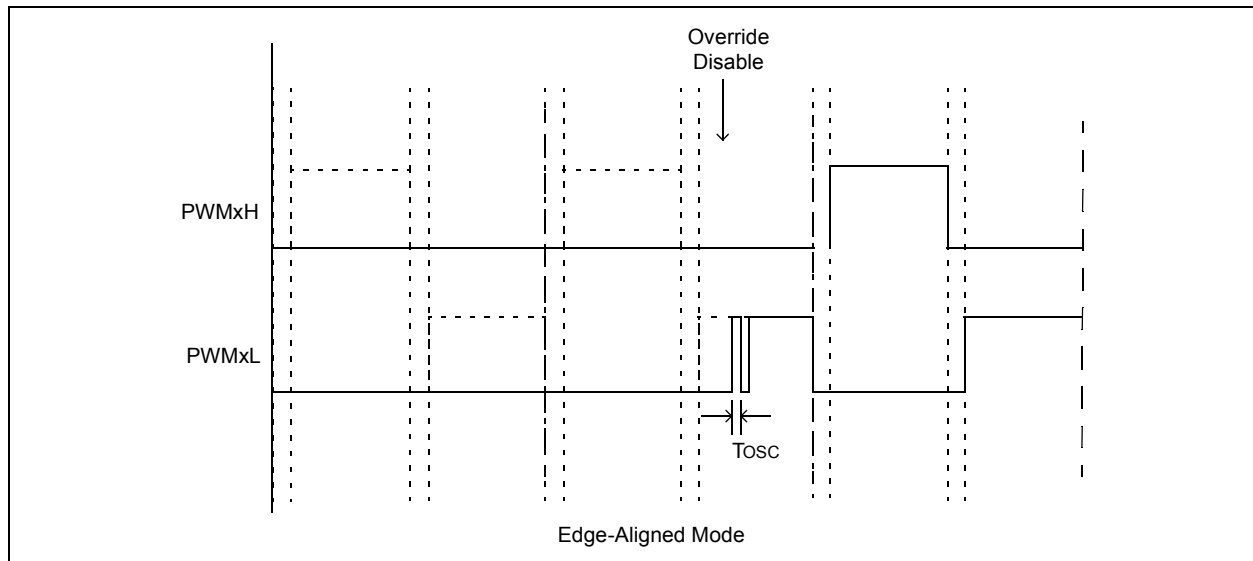 Override
Disable
PWMxH
PWMxL
TOSC
Edge-Aligned Mode